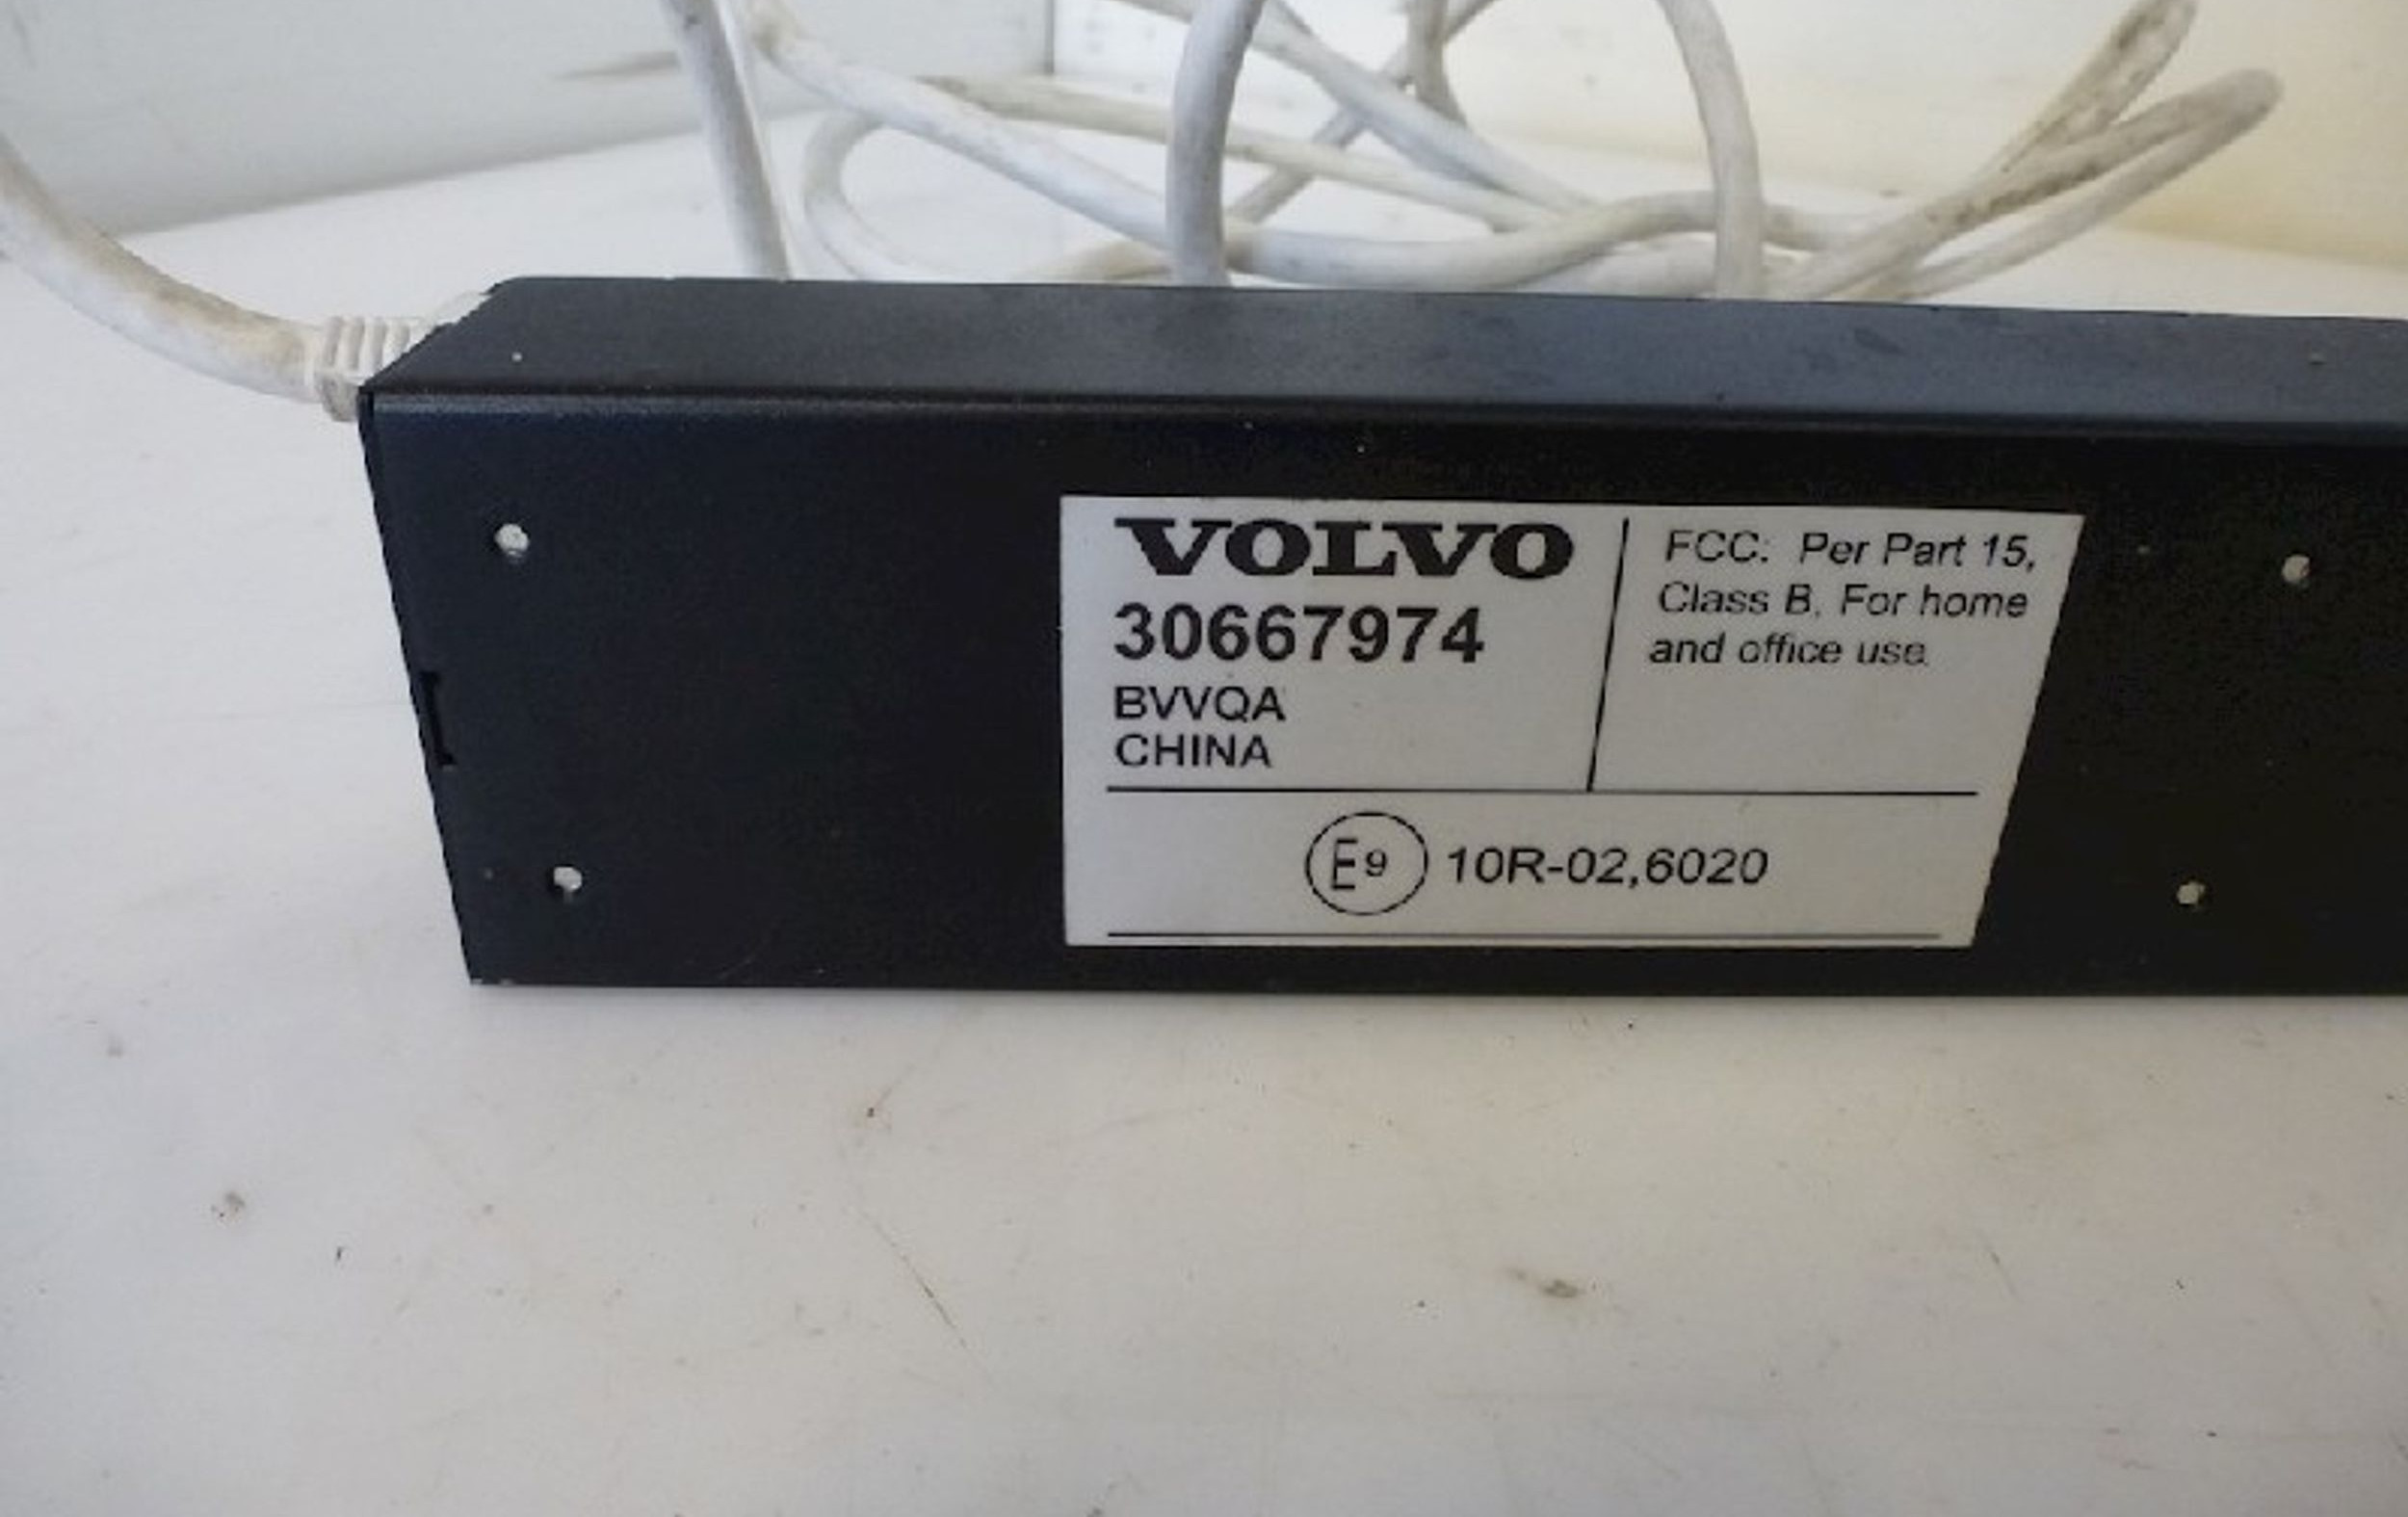 VOLVO
30667974
BVVQA
CHINA
FCC: Per Part 15,
Class B. For home
and office use.
E9 10R-02,6020